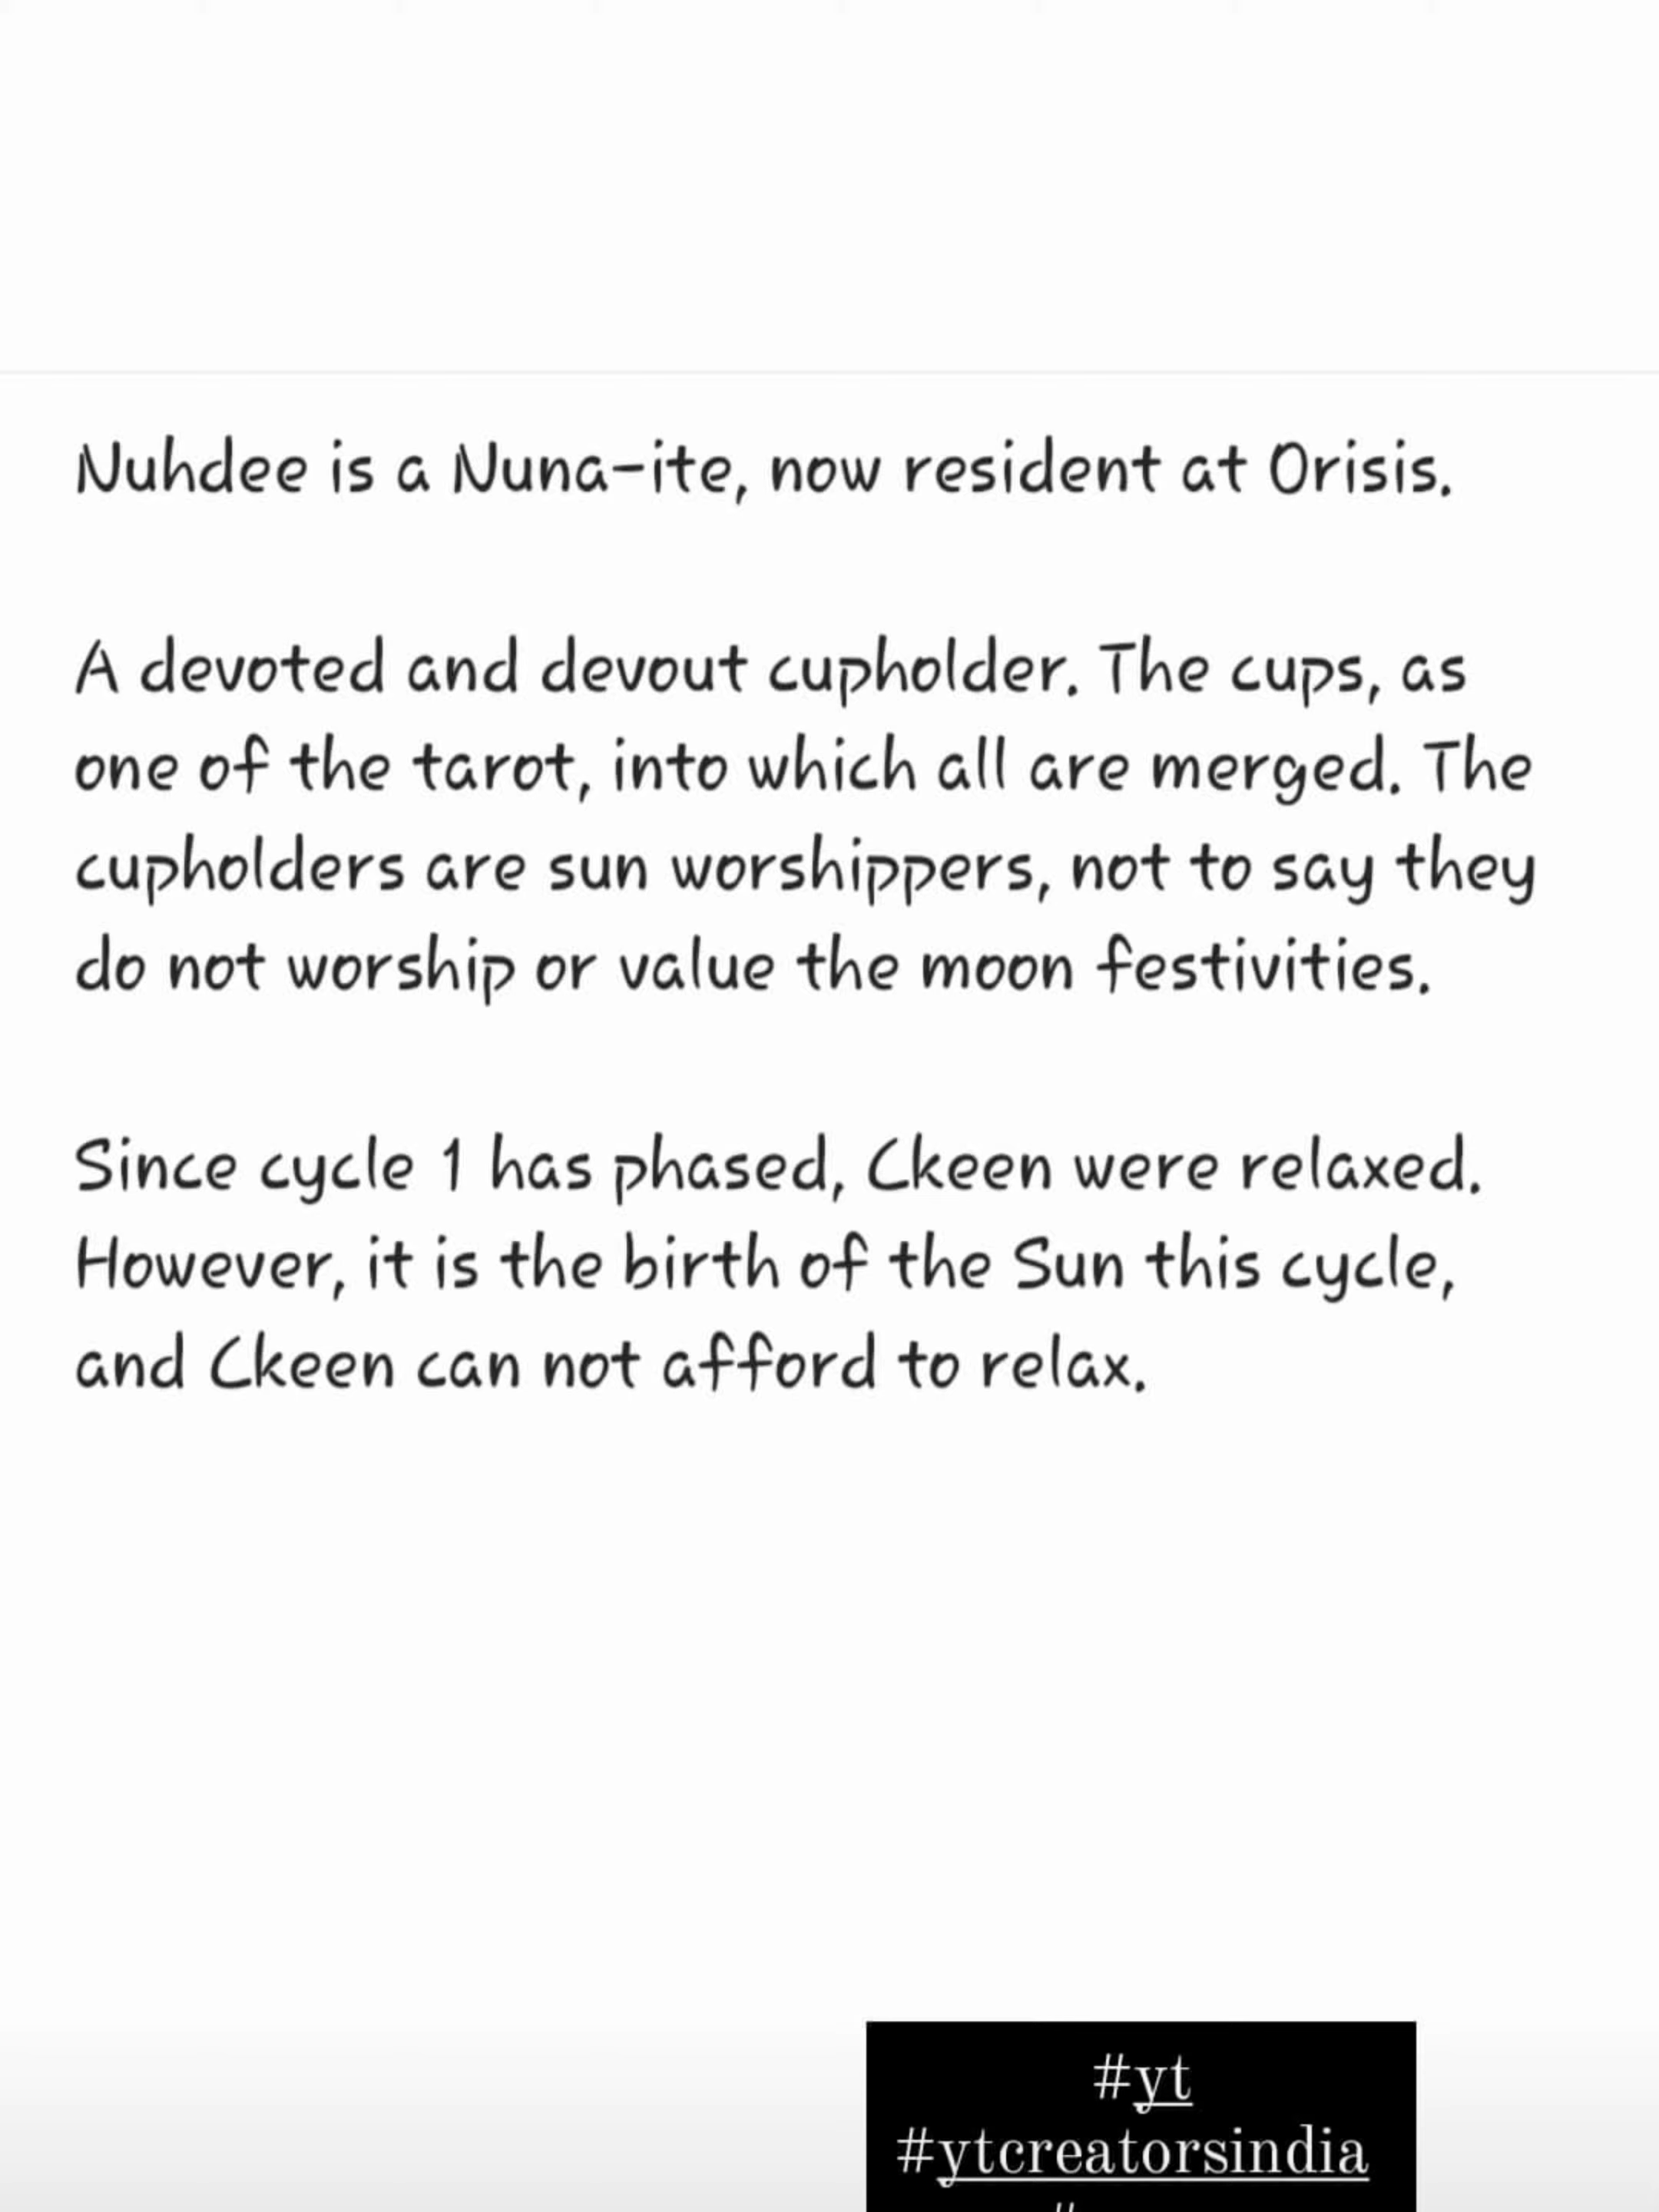 Nuhdee is a Nuna-ite, now resident at Orisis.
A devoted and devout cupholder. The cups, as
one of the tarot, into which all are merged. The
cupholders are sun worshippers, not to say they
do not worship or value the moon festivities.
Since cycle 1 has phased, Ckeen were relaxed.
However, it is the birth of the Sun this cycle,
and Ckeen can not afford to relax.
#yt
#ytcreatorsindia